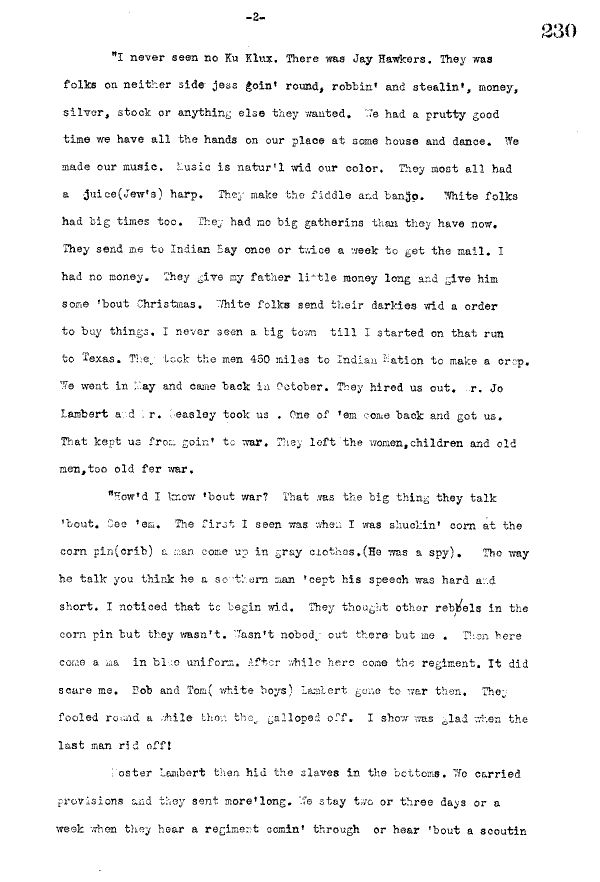 -2-
230
"I never seen no Ku Klux. There was Jay Hawkers. They was
folks on neither side jess goin' round, robbin' and stealin', money,
silver, stock or anything else they wanted. We had a prutty good
time we have all the hands on our place at some house and dance. We
made our music. Music is natur'l wid our color. They most all had
a juice(Jew's) harp. They make the fiddle and banjo. White folks
had big times too. They had mo big gatherins than they have now.
They send me to Indian Bay once or twice a week to get the mail. I
had no money. They give my father little money long and give him
some 'bout Christmas. White folks send their darkies wid a order
to buy things. I never seen a big town till I started on that run
to Texas. They took the men 450 miles to Indian Nation to make a crop.
We went in May and came back in October. They hired us out. r. Jo
Lambert and r. Beasley took us . One of 'em come back and got us.
That kept us from goin' to war. They left the women,children and old
men,too old fer war.
"How'd I know 'bout war? That was the big thing they talk
'bout. See 'em. The first I seen was when I was shuckin' corn at the
corn pin(crib) a man come up in gray clothes.(He was a spy). The way
he talk you think he a southern man 'cept his speech was hard and
short. I noticed that to begin wid. They thought other rebbels in the
corn pin but they wasn't. Wasn't nobody out there but me . Then here
come a ma in blue uniform. After while here come the regiment. It did
scare me. Bob and Tom( white boys) Lambert gone to war then. They
fooled round a while then they galloped off. I show was glad when the
last man rid off!
oster Lambert then hid the slaves in the bottoms. We carried
provisions and they sent more'long. We stay two or three days or a
week when they hear a regiment comin' through or hear 'bout a scoutin